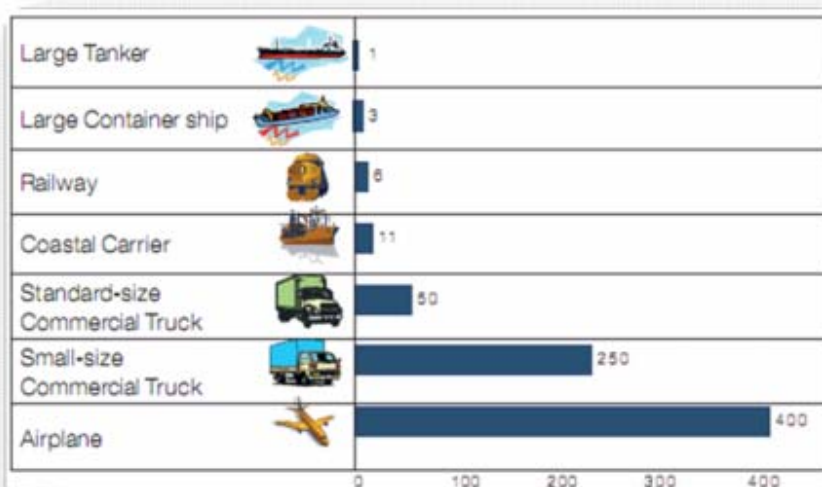 Large Tanker 1
Large Container ship 3
Railway 6
Coastal Carrier 11
Standard-size
Commercial Truck 50
Small-size
Commercial Truck 250
Airplane 400
0 100 200 300 400